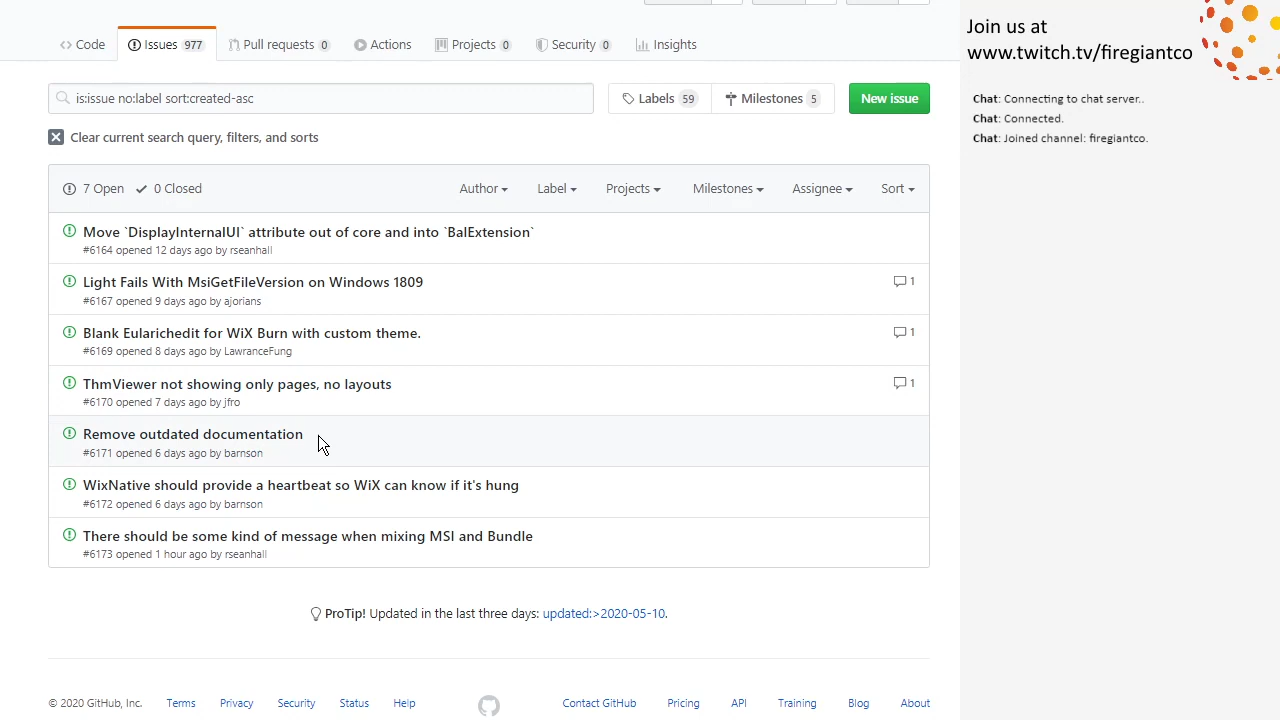 Join us at
www.twitch.tv/firegiantco
Code Issues 977 Pull requests 0 Actions Projects 0 Security 0 Insights
is:issue no:label sort:created-asc Labels 59 Milestones 5 New issue
Clear current search query, filters, and sorts
7 Open 0 Closed Author Label Projects Milestones Assignee Sort
Move `DisplayInternalUI` attribute out of core and into `BalExtension`
#6164 opened 12 days ago by rseanhall
Light Fails With MsiGetFileVersion on Windows 1809 1
#6167 opened 9 days ago by ajorians
Blank Eularichedit for WiX Burn with custom theme. 1
#6169 opened 8 days ago by LawranceFung
ThmViewer not showing only pages, no layouts 1
#6170 opened 7 days ago by jfro
Remove outdated documentation
#6171 opened 6 days ago by barnson
WixNative should provide a heartbeat so WiX can know if it's hung
#6172 opened 6 days ago by barnson
There should be some kind of message when mixing MSI and Bundle
#6173 opened 1 hour ago by rseanhall
ProTip! Updated in the last three days: updated:>2020-05-10.
© 2020 GitHub, Inc. Terms Privacy Security Status Help Contact GitHub Pricing API Training Blog About
Chat: Connecting to chat server..
Chat: Connected.
Chat: Joined channel: firegiantco.